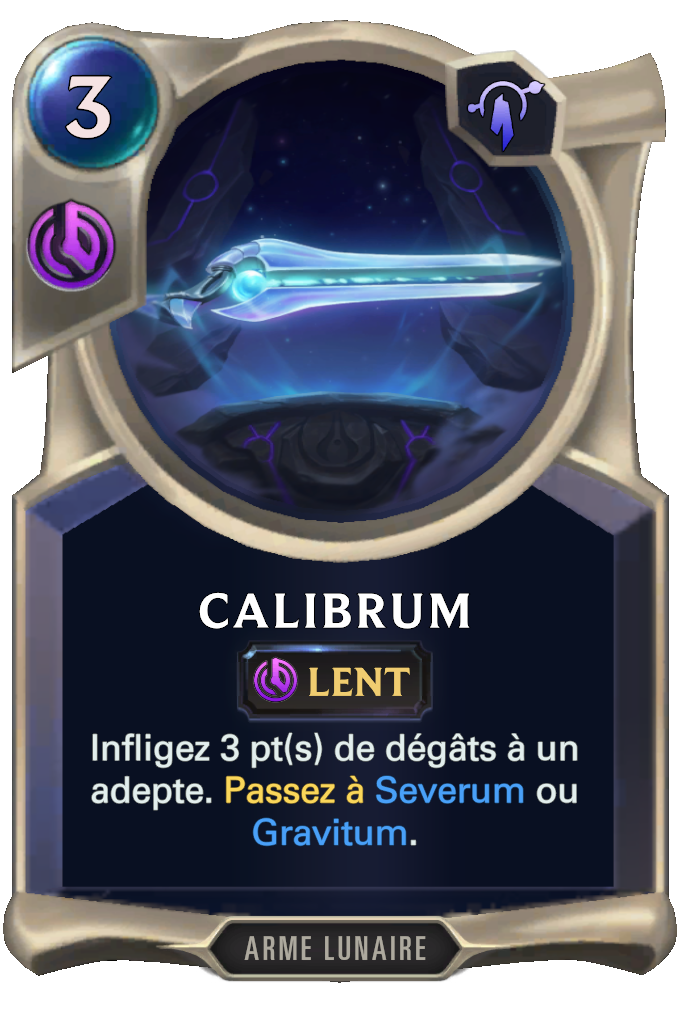 3
CALIBRUM
LENT
Infligez 3 pt(s) de dégâts à un
adepte. Passez à Severum ou
Gravitum.
ARME LUNAIRE